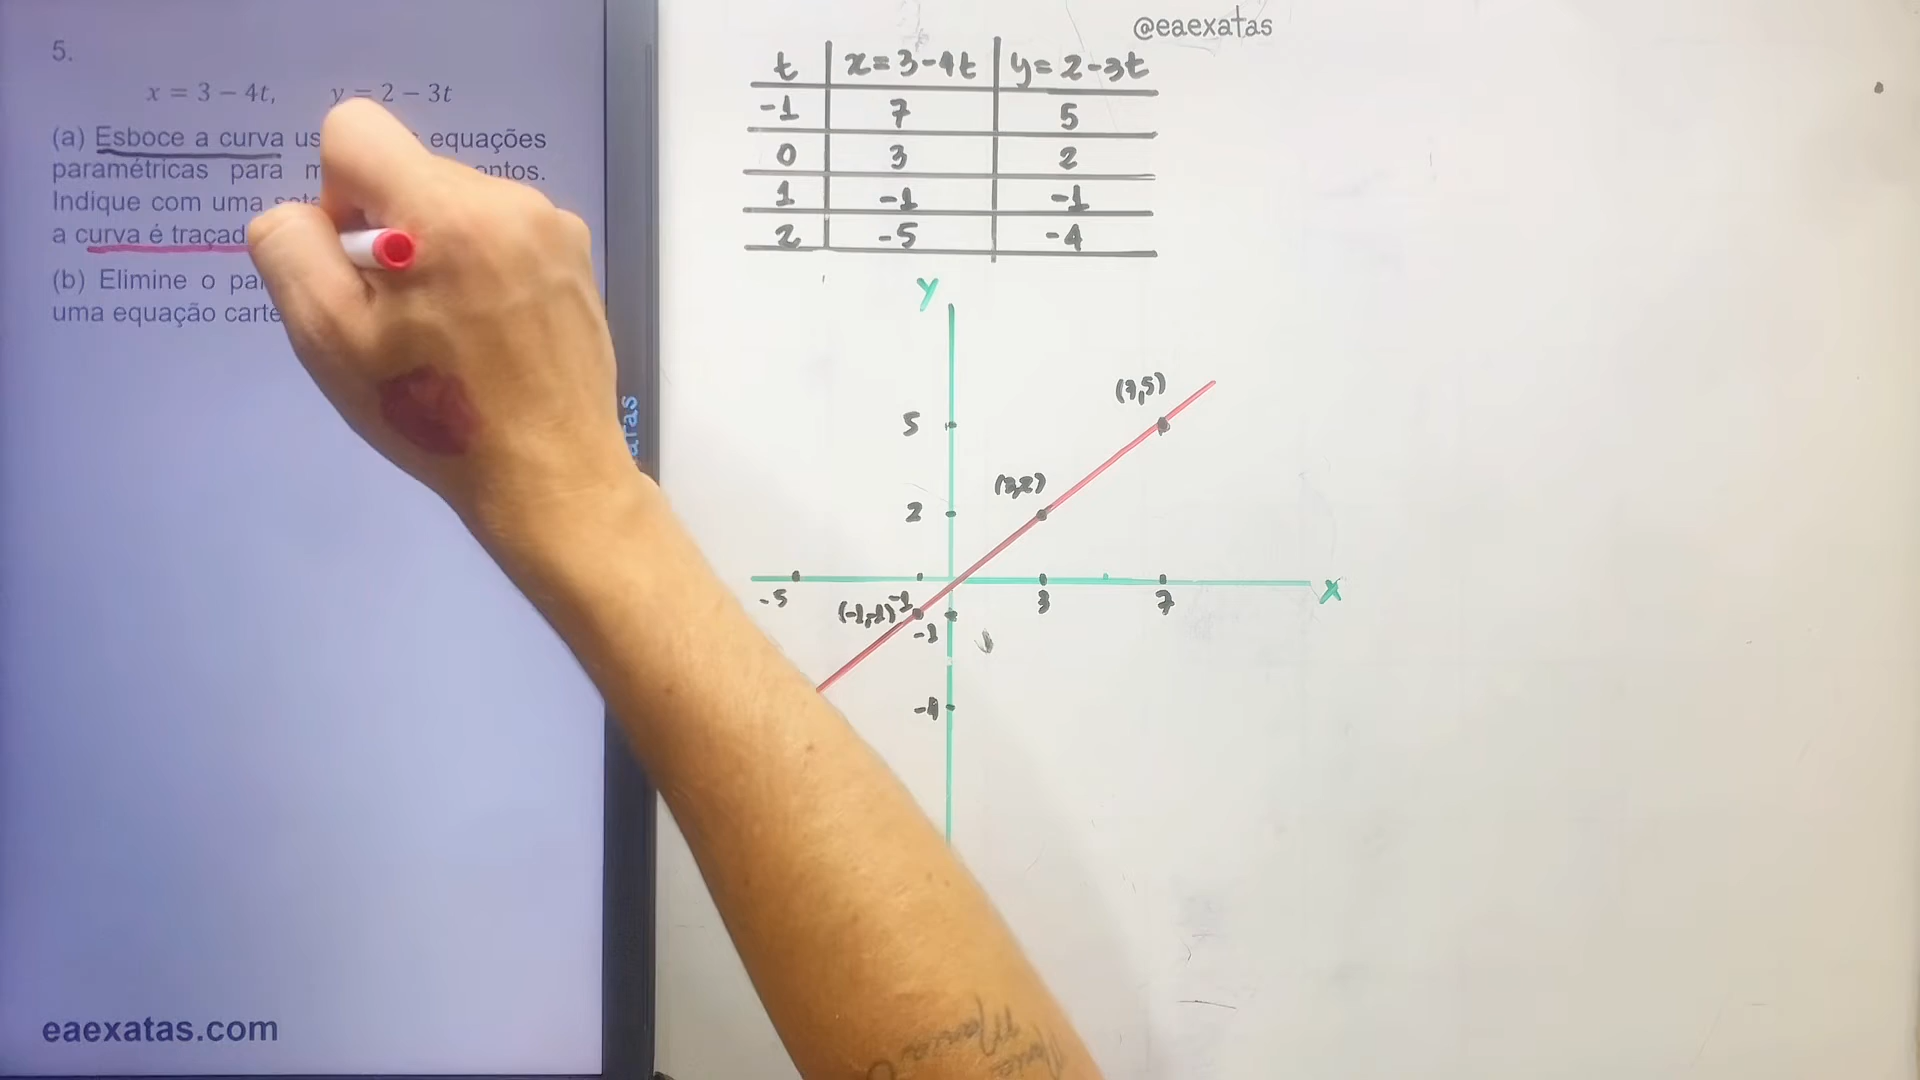 5.
x = 3 − 4t, y = 2 − 3t
(a) Esboce a curva us equações
paramétricas para m ontos.
Indique com uma seta
a curva é traçad
(b) Elimine o par
uma equação carte
eaexatas.com
@eaexatas
t x=3-4t y=2-3t
-1 7 5
0 3 2
1 -1 -1
2 -5 -4
y
(7,5)
5
(3,2)
2
-5 -1 3 7 x
(-1,-1)
-1
-4